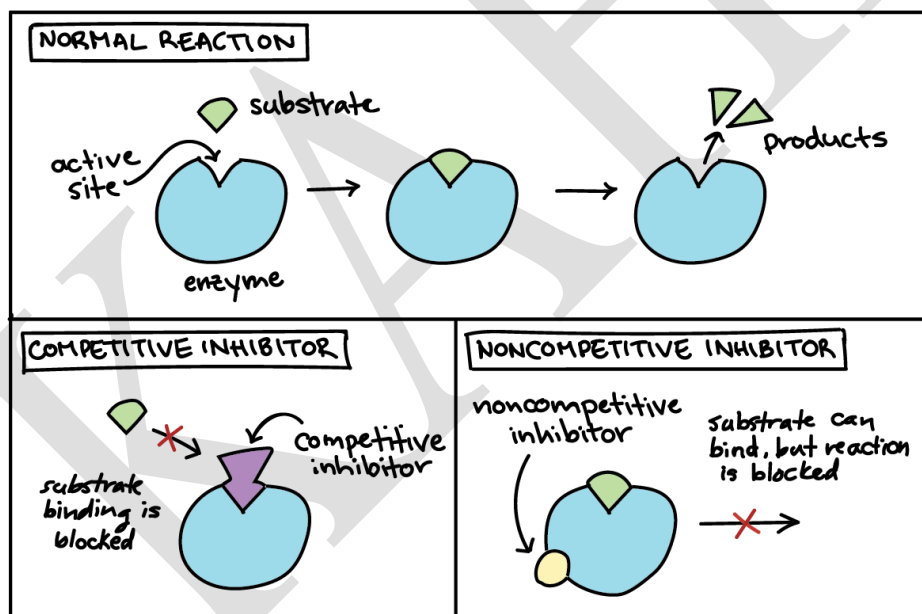 NORMAL REACTION
substrate
active
site
enzyme
products
COMPETITIVE INHIBITOR
competitive
inhibitor
substrate
binding is
blocked
NONCOMPETITIVE INHIBITOR
noncompetitive
inhibitor
substrate can
bind, but reaction
is blocked